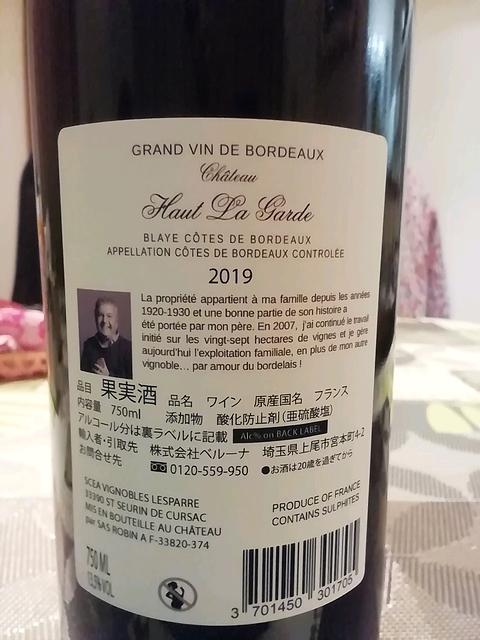 GRAND VIN DE BORDEAUX
Château
Haut La Garde
BLAYE CÔTES DE BORDEAUX
APPELLATION CÔTES DE BORDEAUX CONTROLÉE
2019
La propriété appartient à ma famille depuis les années
1920-1930 et une bonne partie de son histoire a
été portée par mon père. En 2007, j'ai continué le travail
initié sur les vingt-sept hectares de vignes et je gère
aujourd'hui l'exploitation familiale, en plus de mon autre
vignoble... par amour du bordelais !
品目 果実酒 品名 ワイン 原産国名 フランス
内容量 750ml 添加物 酸化防止剤(亜硫酸塩)
アルコール分は裏ラベルに記載 Alc% on BACK LABEL
輸入者・引取先 株式会社ベルーナ 埼玉県上尾市宮本町4-2
お問合せ先 0120-559-950 ●お酒は20歳を過ぎてから
SCEA VIGNOBLES LESPARRE
33390 ST SEURIN DE CURSAC
MIS EN BOUTEILLE AU CHÂTEAU
par SAS ROBIN A F-33820-374
PRODUCE OF FRANCE
CONTAINS SULPHITES
750 ML
13,5% VOL
3 701450 301705